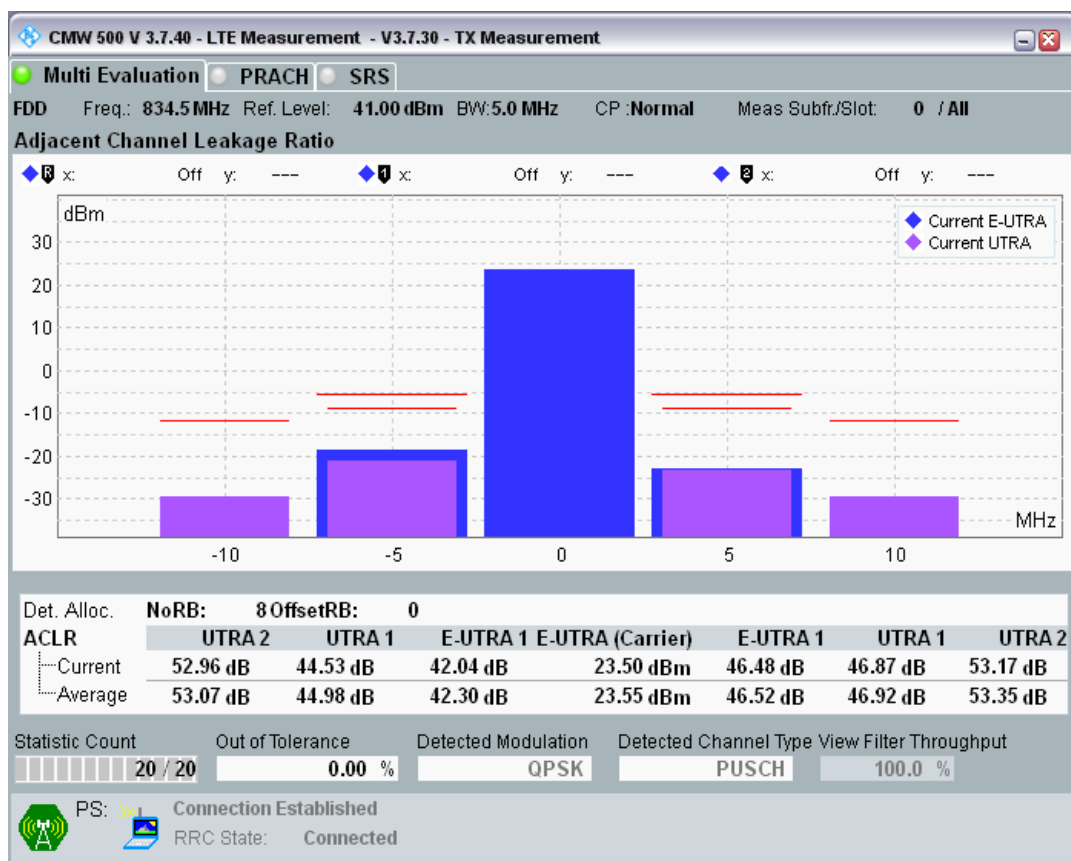 CMW 500 V 3.7.40 - LTE Measurement - V3.7.30 - TX Measurement
Multi Evaluation PRACH SRS
FDD Freq.: 834.5 MHz Ref. Level: 41.00 dBm BW:5.0 MHz CP :Normal Meas Subfr./Slot: 0 / All
Adjacent Channel Leakage Ratio
R x: Off y: --- 1 x: Off y: --- 2 x: Off y: ---
dBm
Current E-UTRA
Current UTRA
30
20
10
0
-10
-20
-30
MHz
-10 -5 0 5 10
Det. Alloc. NoRB: 8 OffsetRB: 0
ACLR UTRA 2 UTRA 1 E-UTRA 1 E-UTRA (Carrier) E-UTRA 1 UTRA 1 UTRA 2
Current 52.96 dB 44.53 dB 42.04 dB 23.50 dBm 46.48 dB 46.87 dB 53.17 dB
Average 53.07 dB 44.98 dB 42.30 dB 23.55 dBm 46.52 dB 46.92 dB 53.35 dB
Statistic Count Out of Tolerance Detected Modulation Detected Channel Type View Filter Throughput
20 / 20 0.00 % QPSK PUSCH 100.0 %
PS: Connection Established
RRC State: Connected